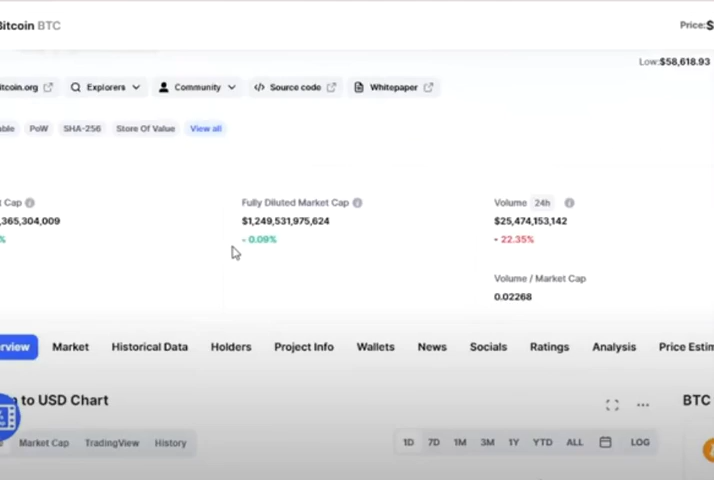 Bitcoin BTC
Price:$
Low:$58,618.93
itcoin.org Explorers Community Source code Whitepaper
able PoW SHA-256 Store Of Value View all
t Cap Fully Diluted Market Cap Volume 24h
,365,304,009 $1,249,531,975,624 $25,474,153,142
% - 0.09% - 22.35%
Volume / Market Cap
0.02268
rview Market Historical Data Holders Project Info Wallets News Socials Ratings Analysis Price Estim
to USD Chart BTC
Market Cap TradingView History 1D 7D 1M 3M 1Y YTD ALL LOG